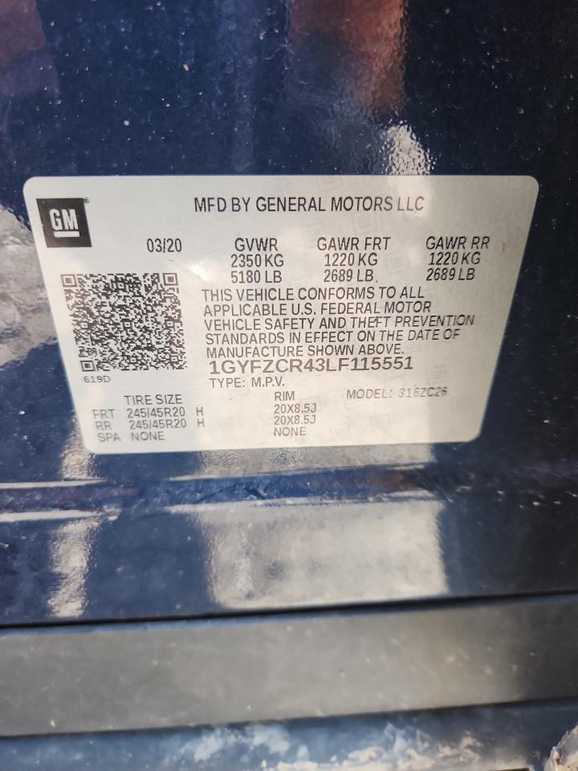 GM
MFD BY GENERAL MOTORS LLC
03/20 GVWR GAWR FRT GAWR RR
2350 KG 1220 KG 1220 KG
5180 LB 2689 LB 2689 LB
THIS VEHICLE CONFORMS TO ALL
APPLICABLE U.S. FEDERAL MOTOR
VEHICLE SAFETY AND THEFT PREVENTION
STANDARDS IN EFFECT ON THE DATE OF
MANUFACTURE SHOWN ABOVE.
1GYFZCR43LF115551
619D
TYPE: M.P.V. MODEL: 316ZC26
TIRE SIZE RIM
FRT 245/45R20 H 20X8.5J
RR 245/45R20 H 20X8.5J
SPA NONE NONE